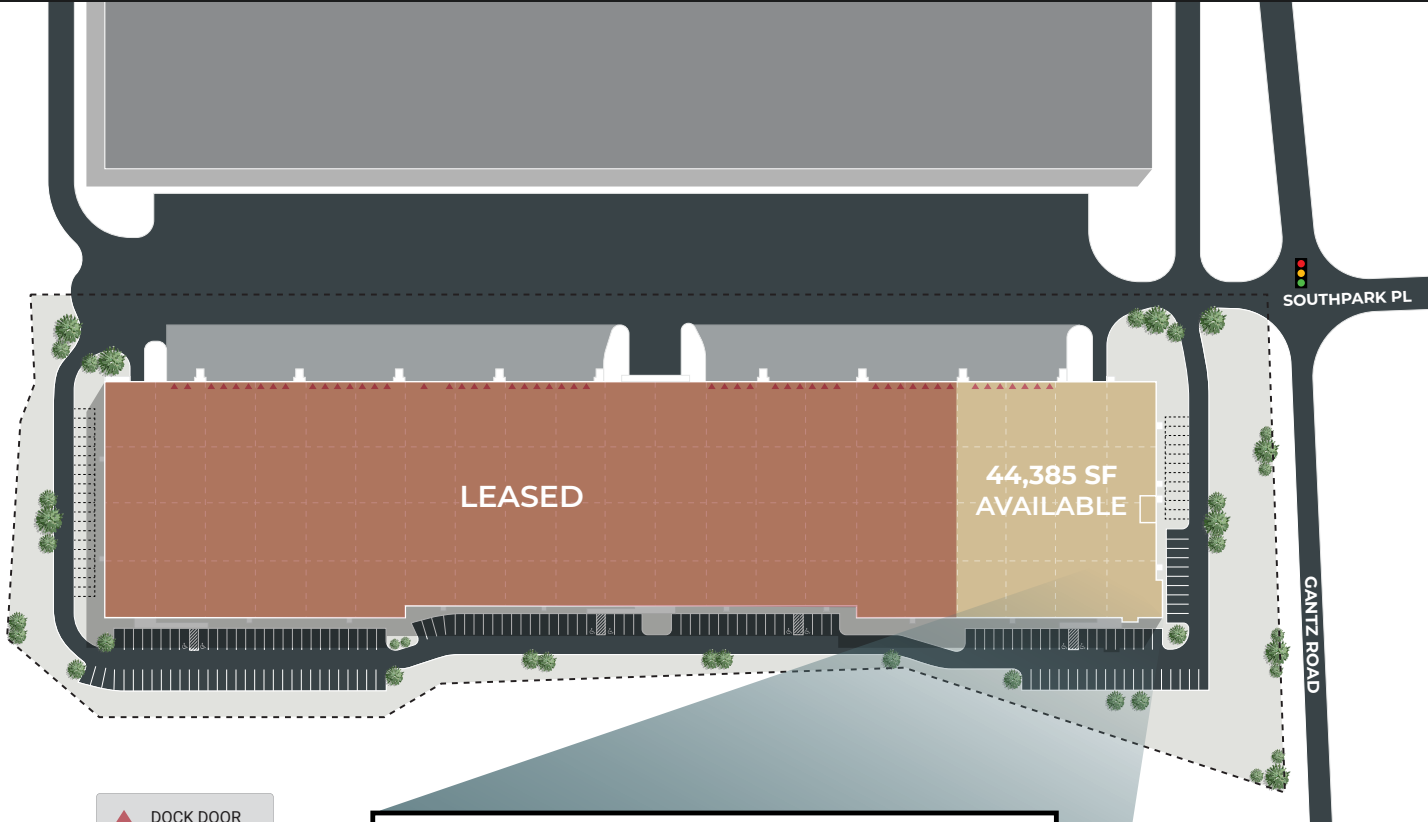 SOUTHPARK PL
LEASED
44,385 SF
AVAILABLE
GANTZ ROAD
DOCK DOOR